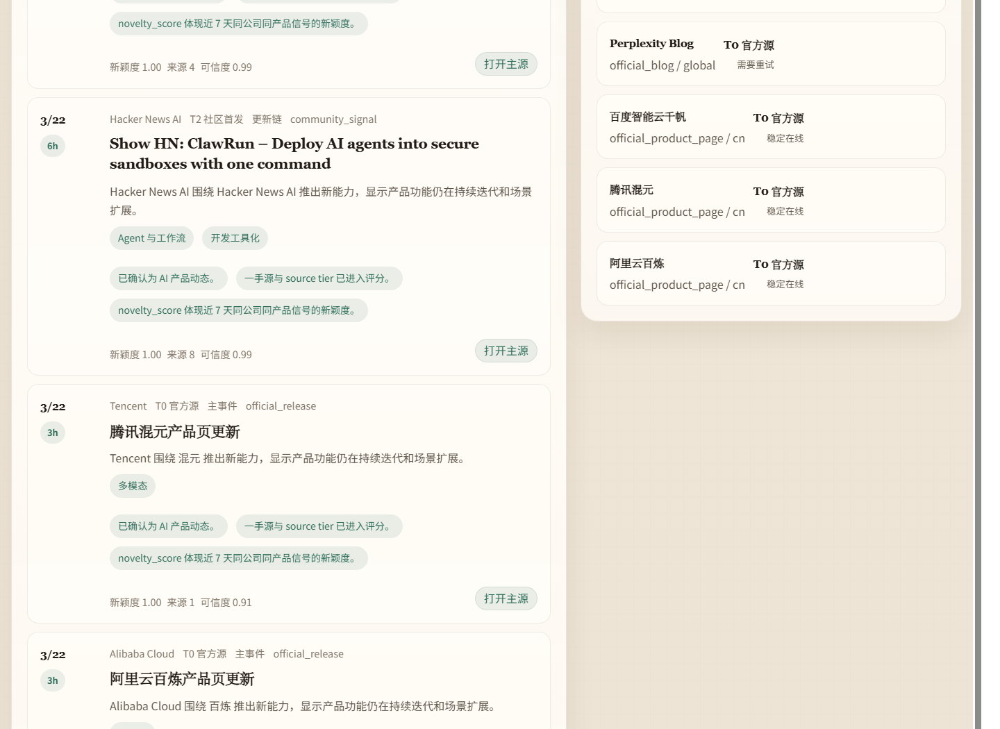 novelty_score 体现近 7 天同公司同产品信号的新颖度。
新颖度 1.00 来源 4 可信度 0.99
打开主源
3/22
6h
Hacker News AI T2 社区首发 更新链 community_signal
Show HN: ClawRun – Deploy AI agents into secure
sandboxes with one command
Hacker News AI 围绕 Hacker News AI 推出新能力，显示产品功能仍在持续迭代和场景
扩展。
Agent 与工作流 开发工具化
已确认为 AI 产品动态。 一手源与 source tier 已进入评分。
novelty_score 体现近 7 天同公司同产品信号的新颖度。
新颖度 1.00 来源 8 可信度 0.99
打开主源
3/22
3h
Tencent T0 官方源 主事件 official_release
腾讯混元产品页更新
Tencent 围绕 混元 推出新能力，显示产品功能仍在持续迭代和场景扩展。
多模态
已确认为 AI 产品动态。 一手源与 source tier 已进入评分。
novelty_score 体现近 7 天同公司同产品信号的新颖度。
新颖度 1.00 来源 1 可信度 0.91
打开主源
3/22
3h
Alibaba Cloud T0 官方源 主事件 official_release
阿里云百炼产品页更新
Alibaba Cloud 围绕 百炼 推出新能力，显示产品功能仍在持续迭代和场景扩展。
Perplexity Blog T0 官方源
official_blog / global 需要重试
百度智能云千帆 T0 官方源
official_product_page / cn 稳定在线
腾讯混元 T0 官方源
official_product_page / cn 稳定在线
阿里云百炼 T0 官方源
official_product_page / cn 稳定在线